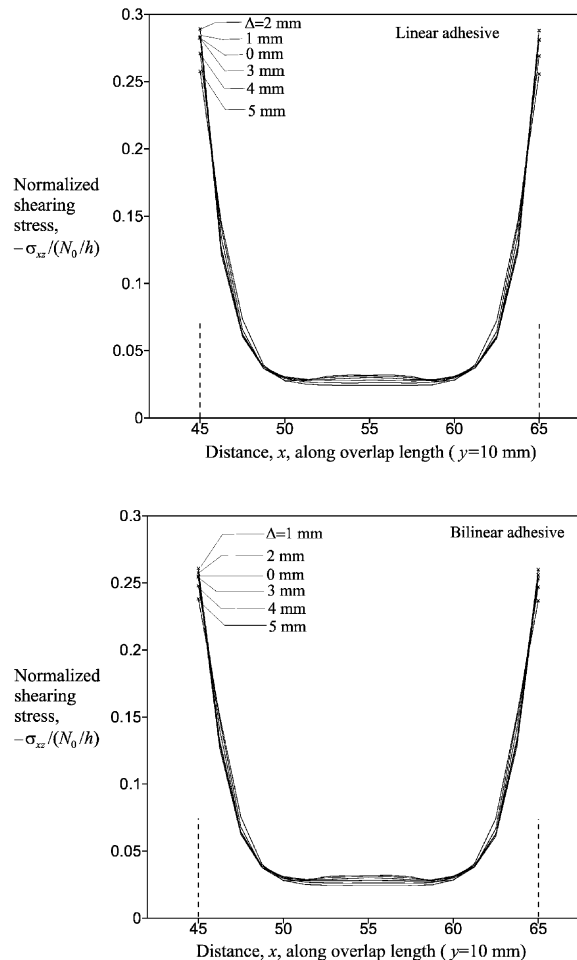 0.3
Δ=2 mm
1 mm
0 mm
3 mm
4 mm
5 mm
Linear adhesive
0.25
0.2
Normalized
shearing
stress,
−σxz/(N0/h)
0.15
0.1
0.05
0
45
50
55
60
65
Distance, x, along overlap length ( y=10 mm)
0.3
Δ=1 mm
2 mm
0 mm
3 mm
4 mm
5 mm
Bilinear adhesive
0.25
0.2
Normalized
shearing
stress,
−σxz/(N0/h)
0.15
0.1
0.05
0
45
50
55
60
65
Distance, x, along overlap length ( y=10 mm)